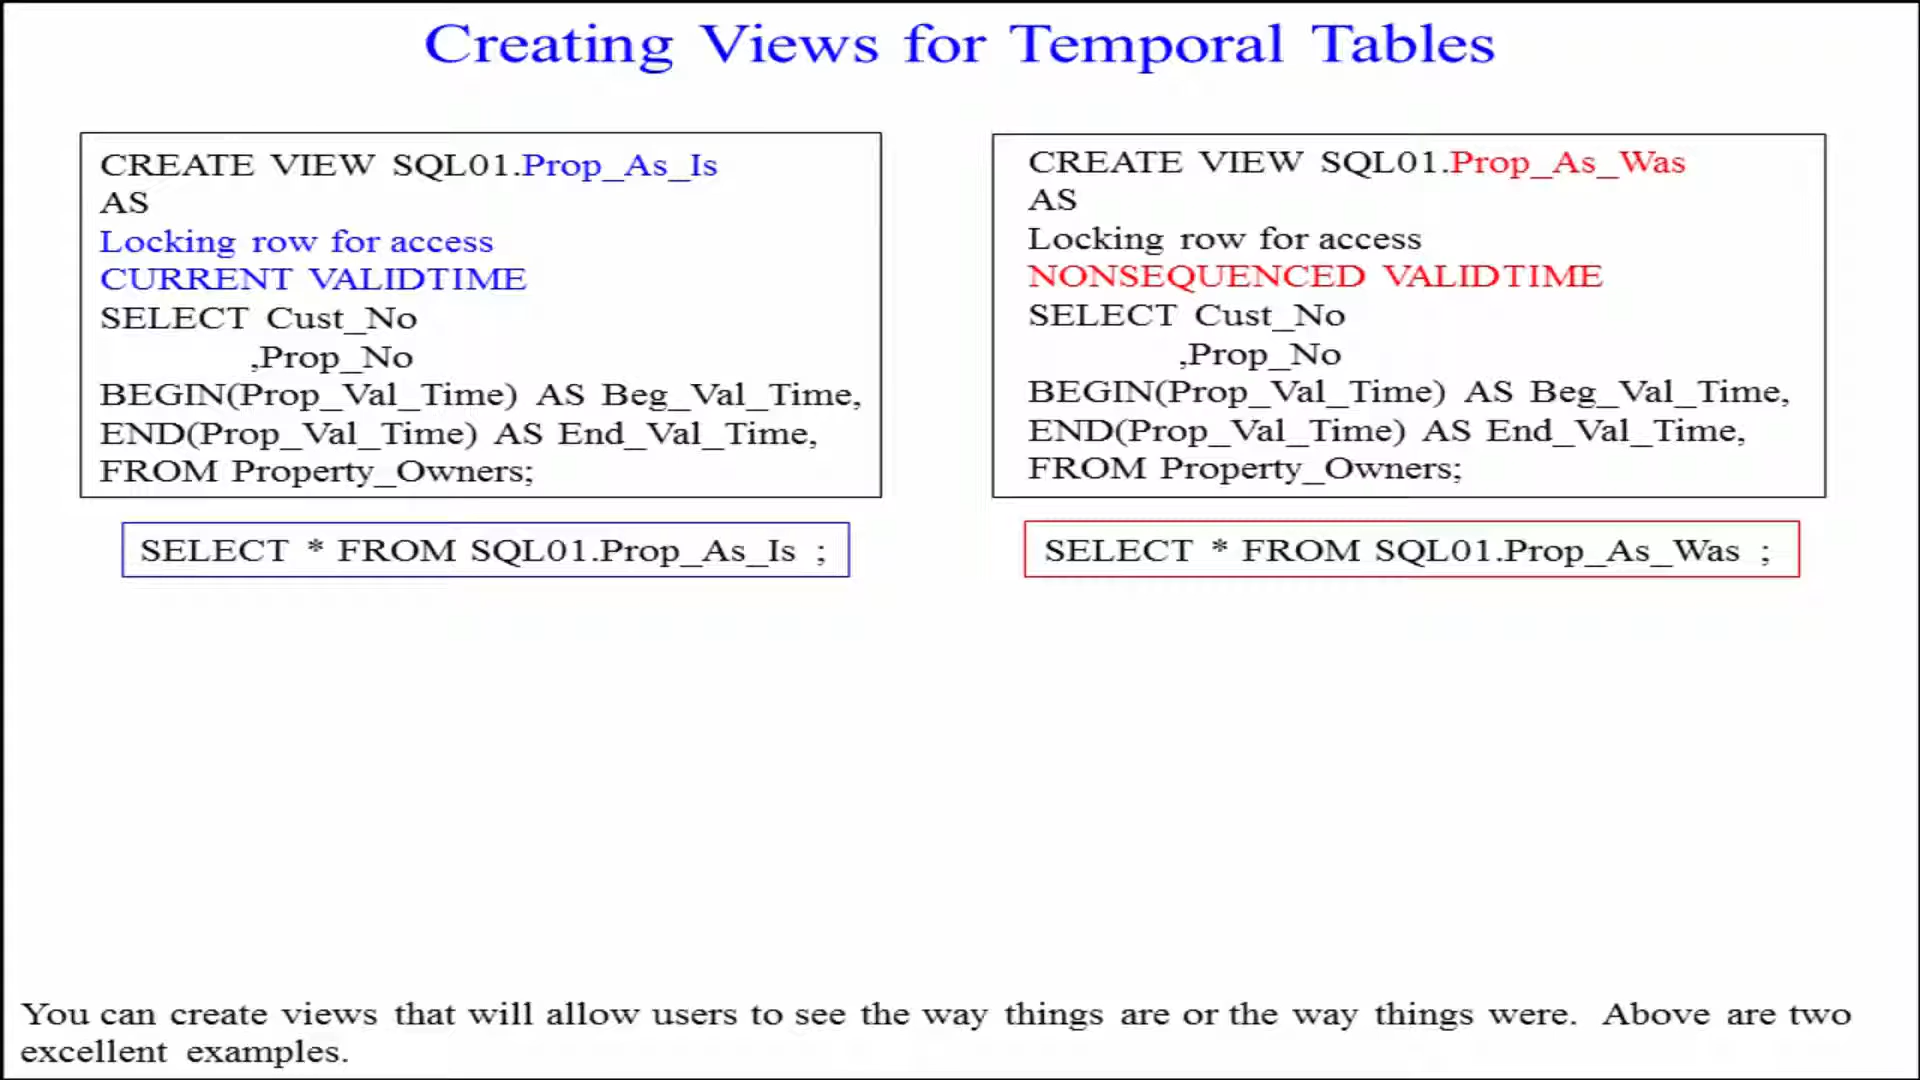 Creating Views for Temporal Tables
CREATE VIEW SQL01.Prop_As_Is
AS
Locking row for access
CURRENT VALIDTIME
SELECT Cust_No
,Prop_No
BEGIN(Prop_Val_Time) AS Beg_Val_Time,
END(Prop_Val_Time) AS End_Val_Time,
FROM Property_Owners;
SELECT * FROM SQL01.Prop_As_Is ;
CREATE VIEW SQL01.Prop_As_Was
AS
Locking row for access
NONSEQUENCED VALIDTIME
SELECT Cust_No
,Prop_No
BEGIN(Prop_Val_Time) AS Beg_Val_Time,
END(Prop_Val_Time) AS End_Val_Time,
FROM Property_Owners;
SELECT * FROM SQL01.Prop_As_Was ;
You can create views that will allow users to see the way things are or the way things were. Above are two
excellent examples.